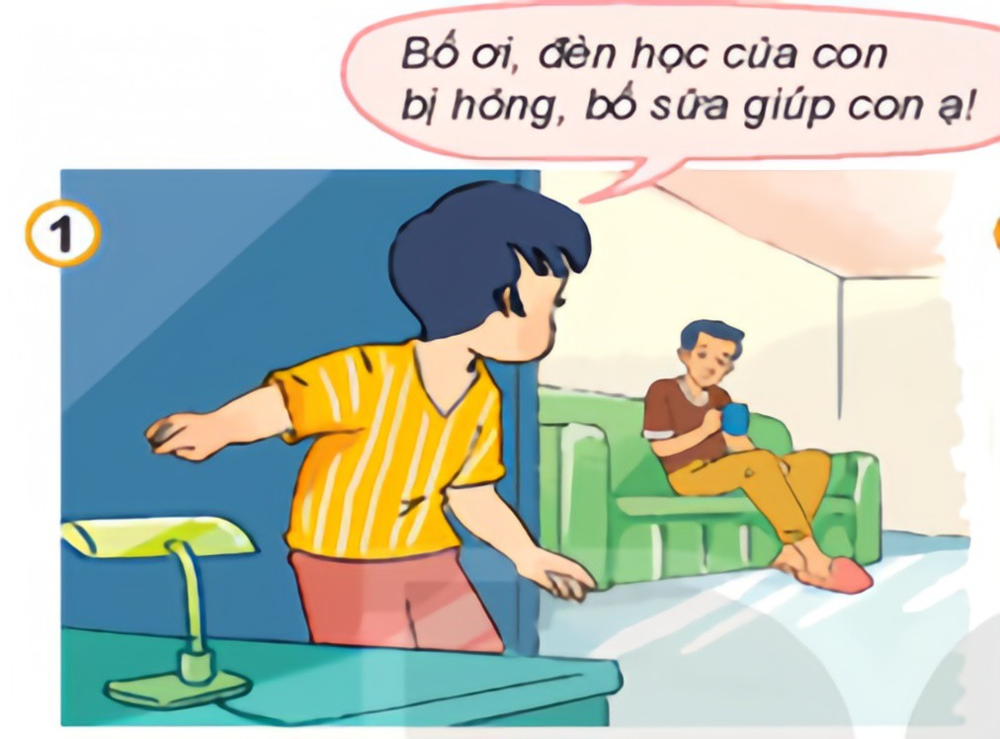 Bố ơi, đèn học của con
bị hỏng, bố sửa giúp con ạ!
1